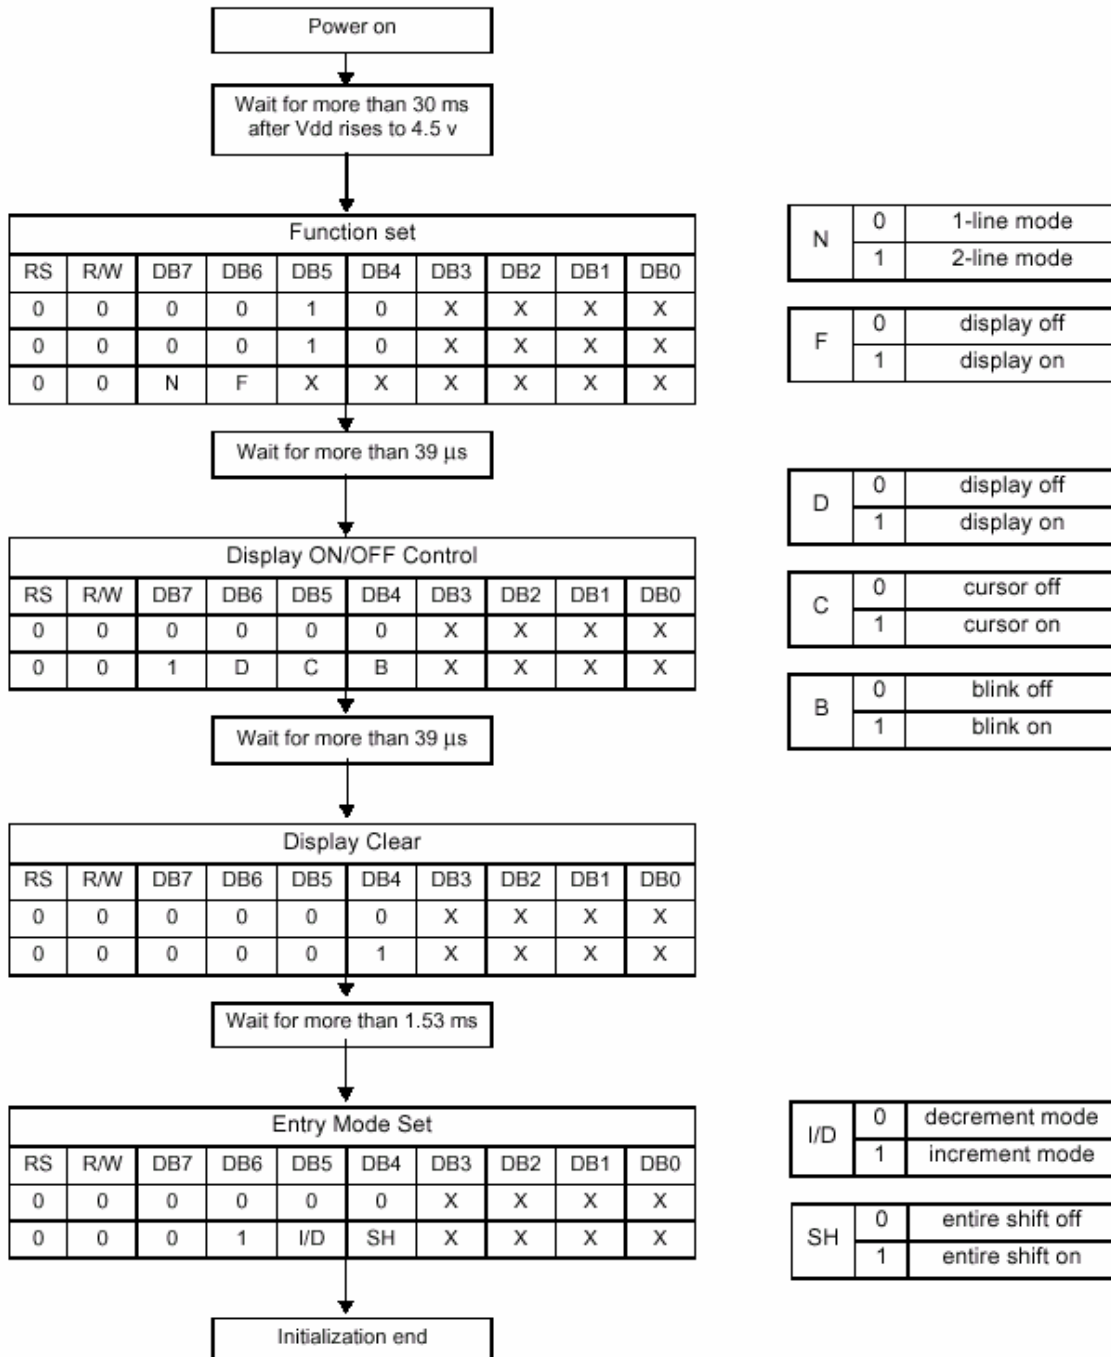 Power on
Wait for more than 30 ms
after Vdd rises to 4.5 v
Function set
RS R/W DB7 DB6 DB5 DB4 DB3 DB2 DB1 DB0
0 0 0 0 1 0 X X X X
0 0 0 0 1 0 X X X X
0 0 N F X X X X X X
N 0 1-line mode
1 2-line mode
F 0 display off
1 display on
Wait for more than 39 μs
Display ON/OFF Control
RS R/W DB7 DB6 DB5 DB4 DB3 DB2 DB1 DB0
0 0 0 0 0 0 X X X X
0 0 1 D C B X X X X
D 0 display off
1 display on
C 0 cursor off
1 cursor on
B 0 blink off
1 blink on
Wait for more than 39 μs
Display Clear
RS R/W DB7 DB6 DB5 DB4 DB3 DB2 DB1 DB0
0 0 0 0 0 0 X X X X
0 0 0 0 0 1 X X X X
Wait for more than 1.53 ms
Entry Mode Set
RS R/W DB7 DB6 DB5 DB4 DB3 DB2 DB1 DB0
0 0 0 0 0 0 X X X X
0 0 0 1 I/D SH X X X X
I/D 0 decrement mode
1 increment mode
SH 0 entire shift off
1 entire shift on
Initialization end